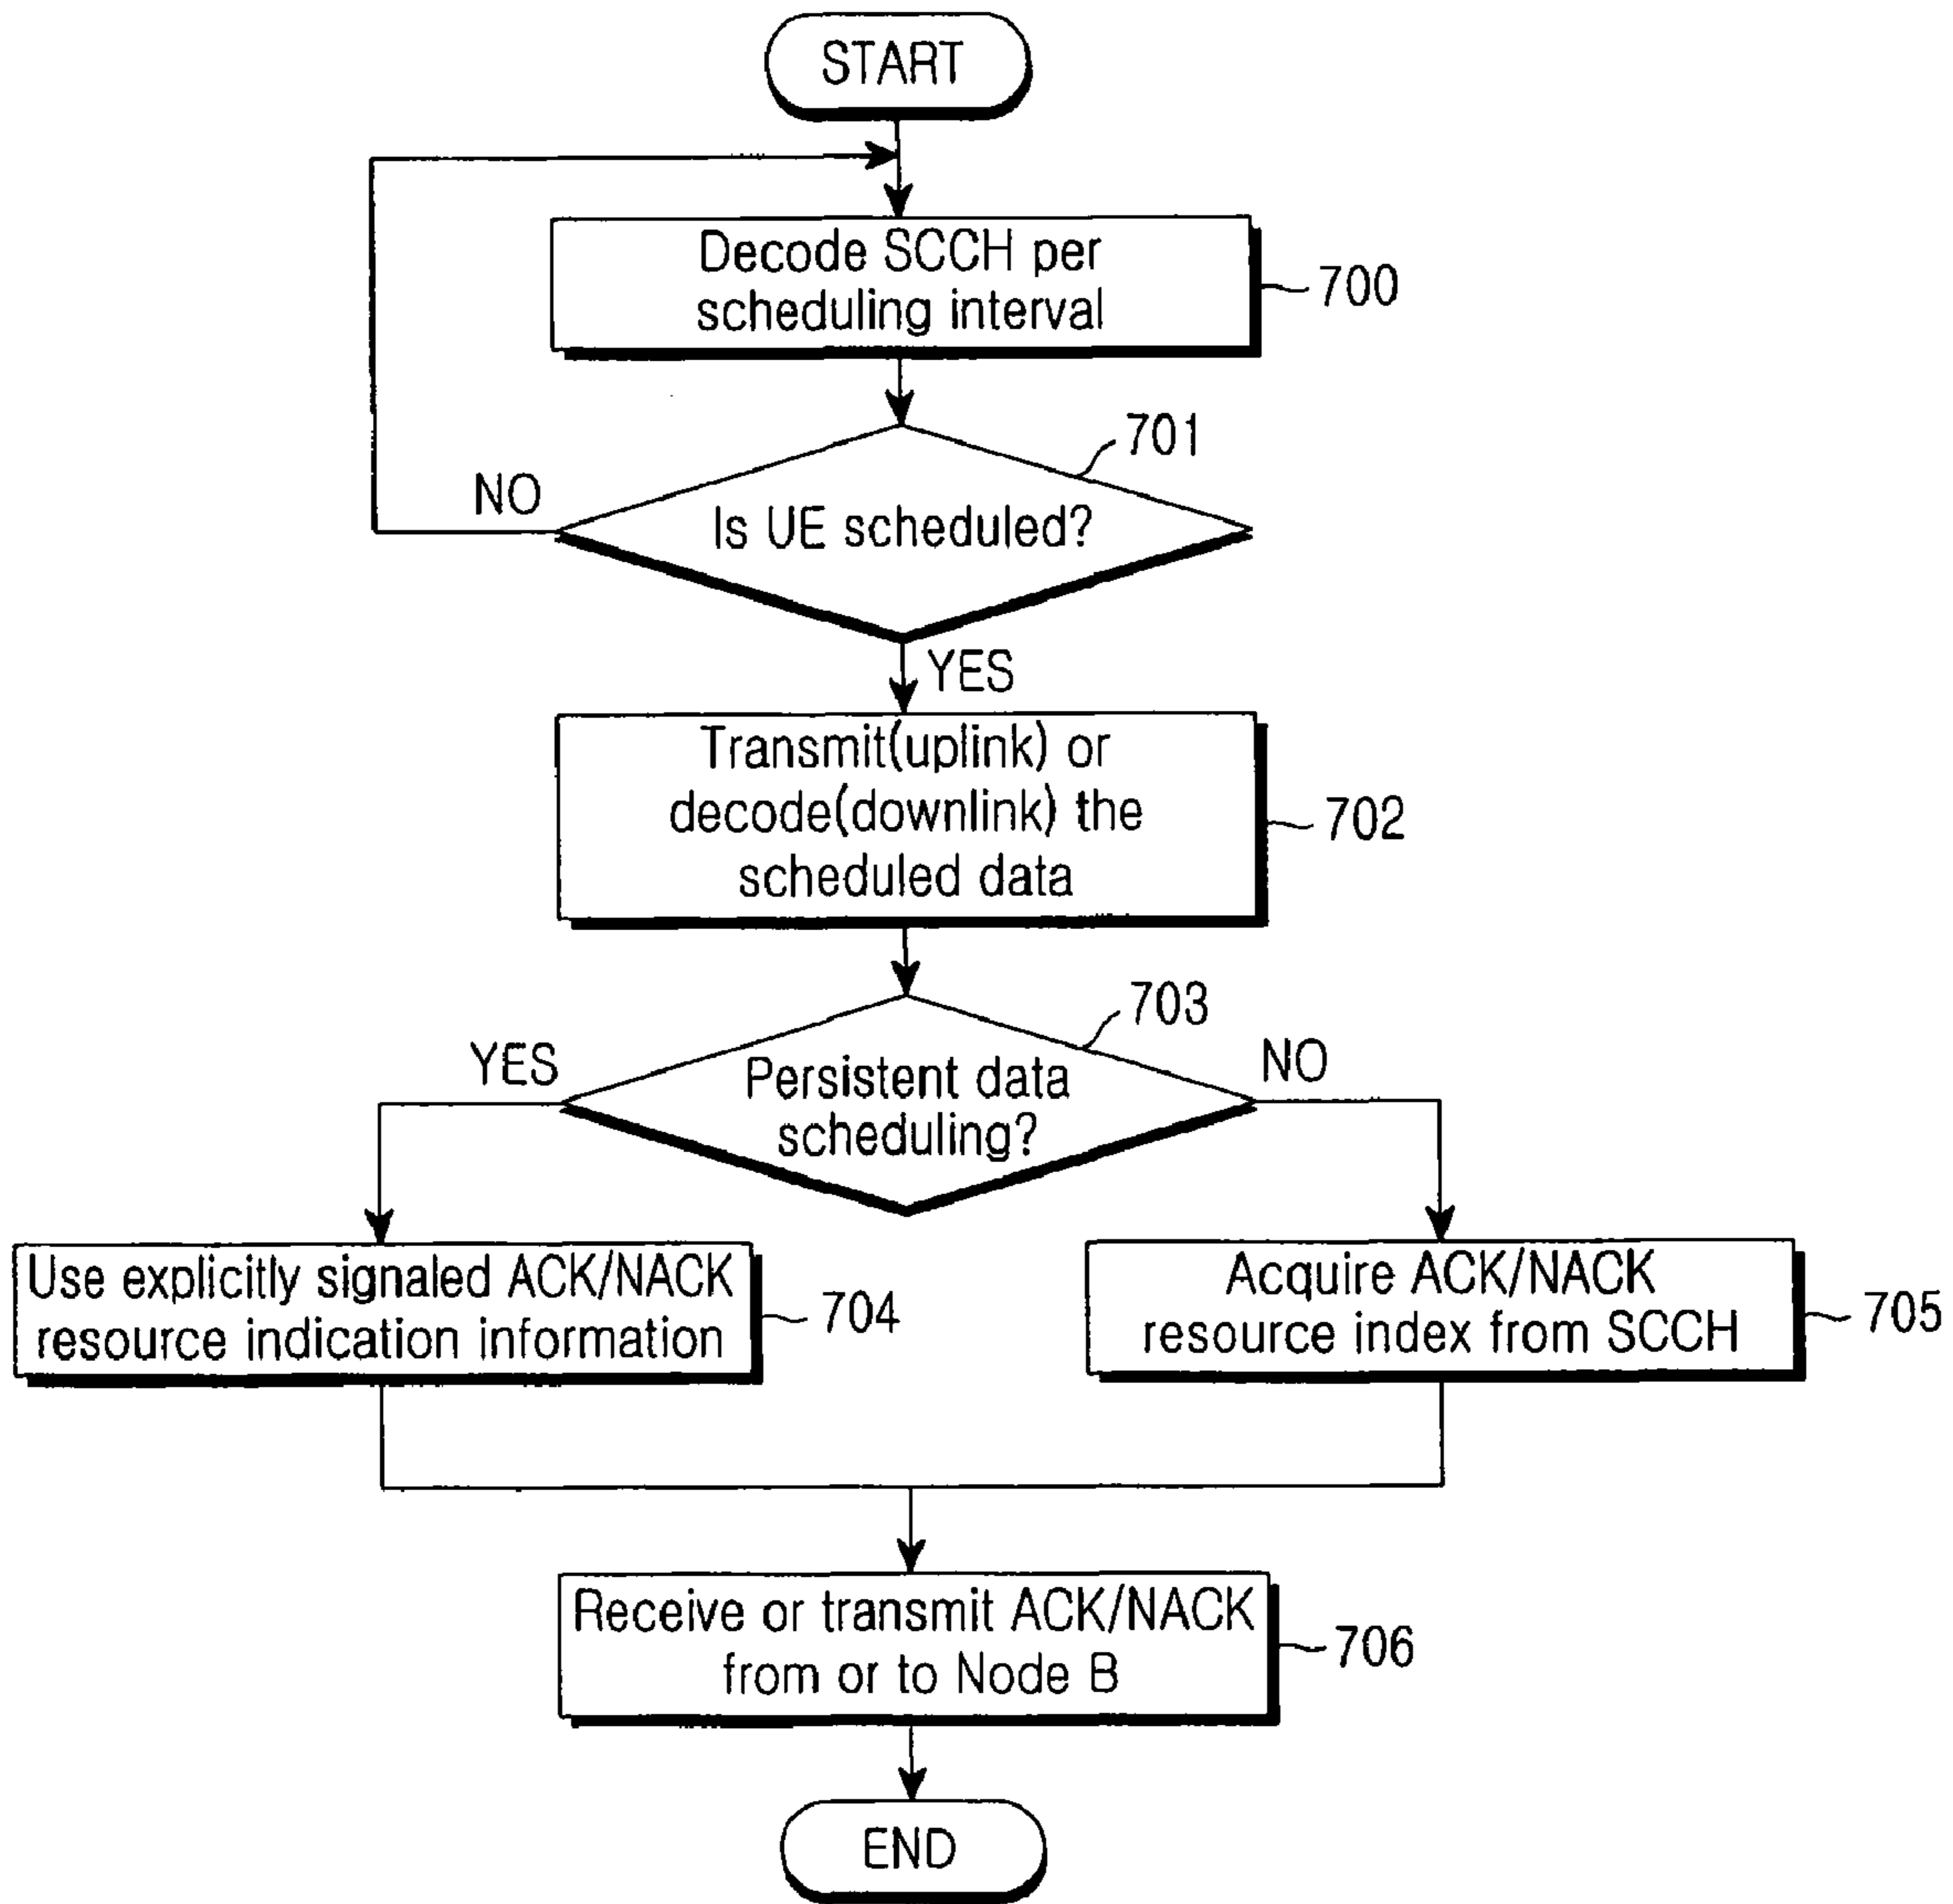 START
Decode SCCH per
scheduling interval
700
701
NO
Is UE scheduled?
YES
Transmit(uplink) or
decode(downlink) the
scheduled data
702
703
YES
NO
Persistent data
scheduling?
Use explicitly signaled ACK/NACK
resource indication information
704
Acquire ACK/NACK
resource index from SCCH
705
Receive or transmit ACK/NACK
from or to Node B
706
END